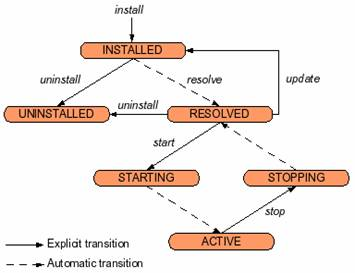 install
INSTALLED
uninstall
resolve
update
UNINSTALLED
uninstall
RESOLVED
start
STARTING
STOPPING
stop
ACTIVE
Explicit transition
Automatic transition